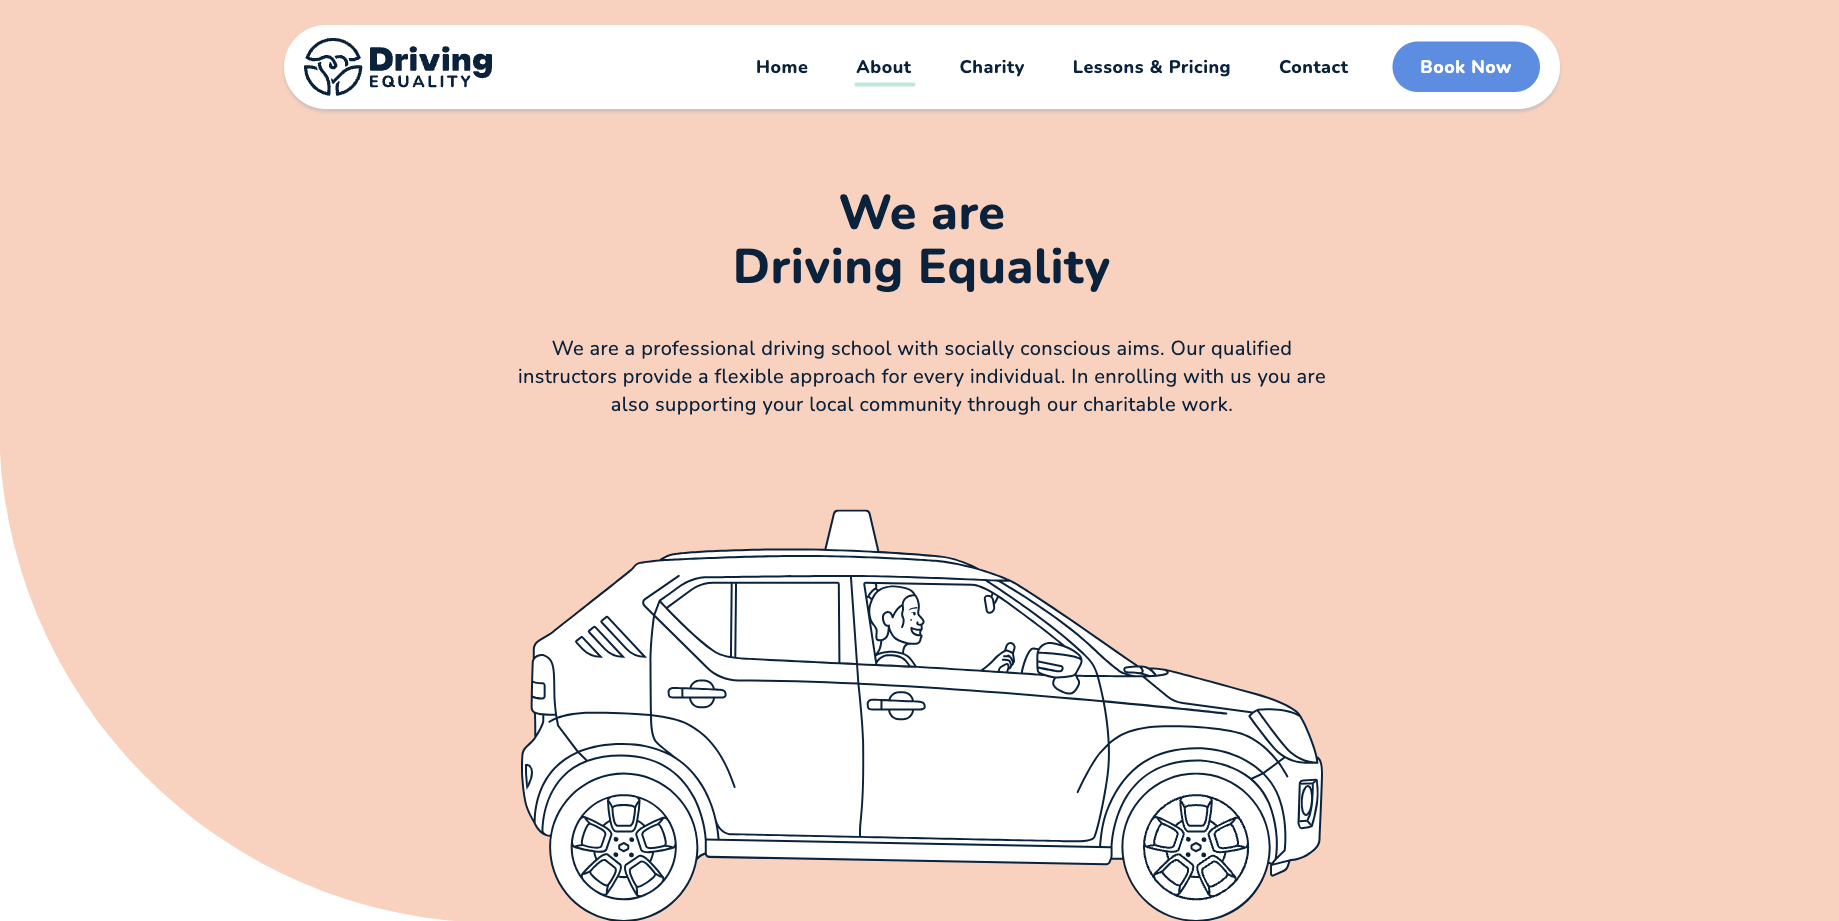 Driving
EQUALITY
Home
About
Charity
Lessons & Pricing
Contact
Book Now
We are
Driving Equality
We are a professional driving school with socially conscious aims. Our qualified
instructors provide a flexible approach for every individual. In enrolling with us you are
also supporting your local community through our charitable work.